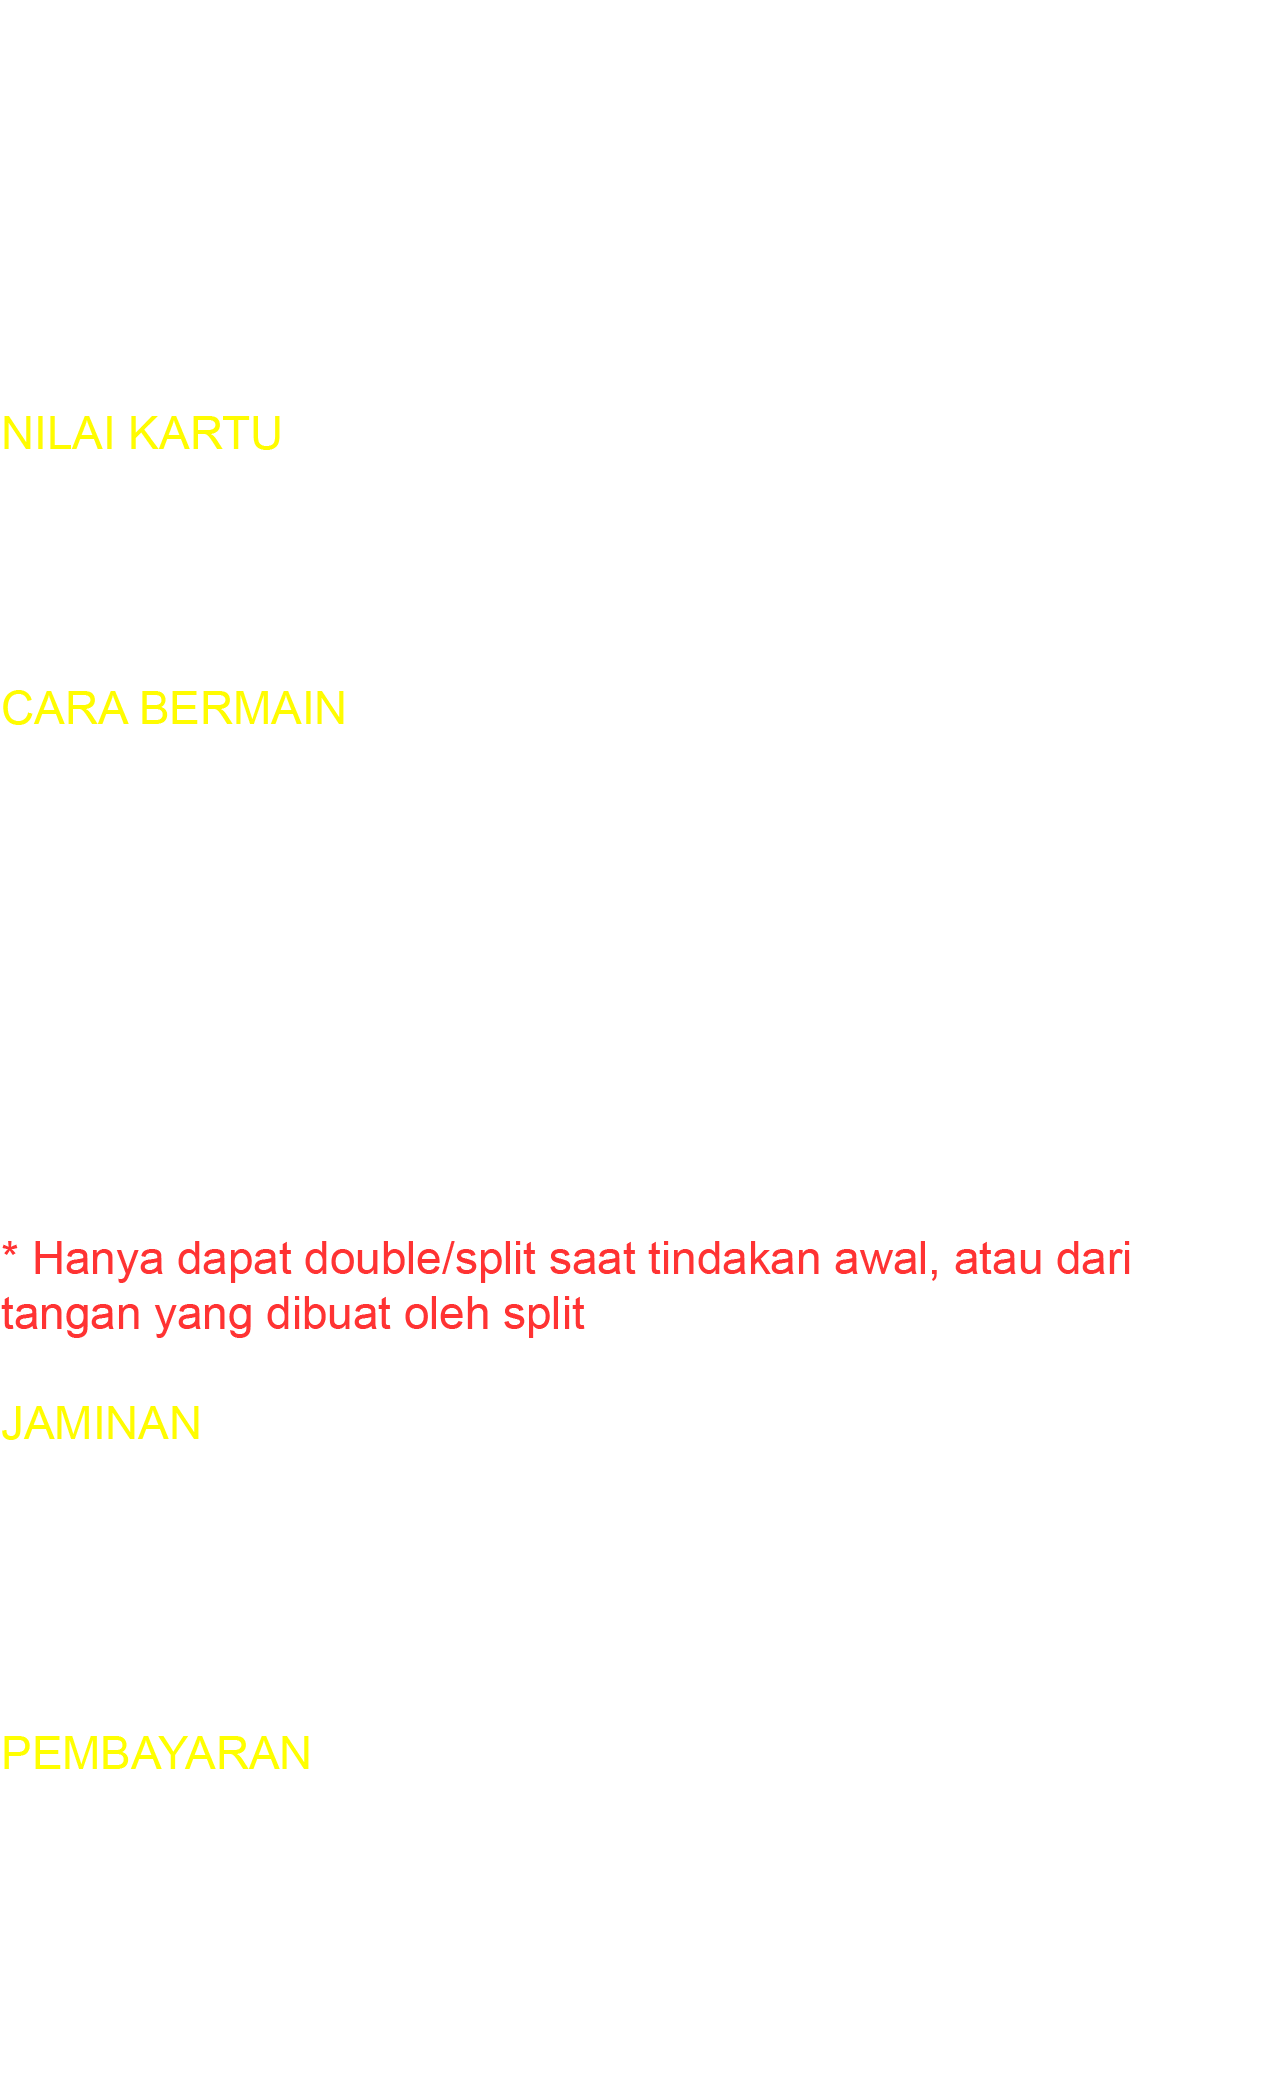 NILAI KARTU
CARA BERMAIN
* Hanya dapat double/split saat tindakan awal, atau dari
tangan yang dibuat oleh split
JAMINAN
PEMBAYARAN